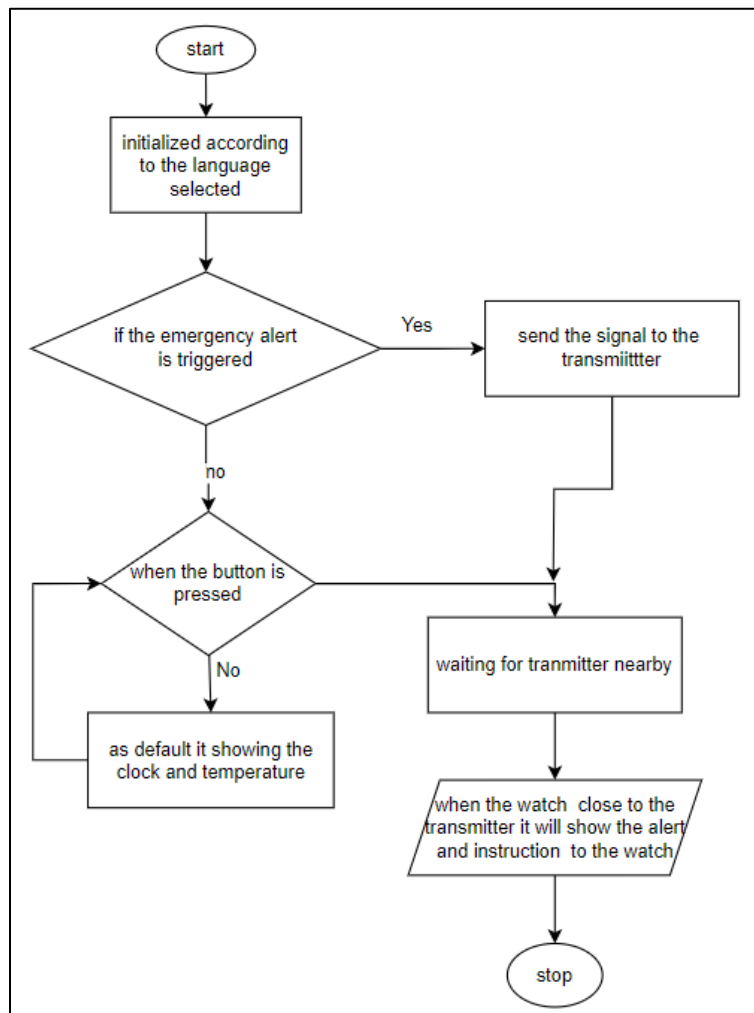 start
initialized according
to the language
selected
if the emergency alert
is triggered
Yes
send the signal to the
transmiittter
no
when the button is
pressed
No
as default it showing the
clock and temperature
waiting for tranmitter nearby
when the watch close to the
transmitter it will show the alert
and instruction to the watch
stop